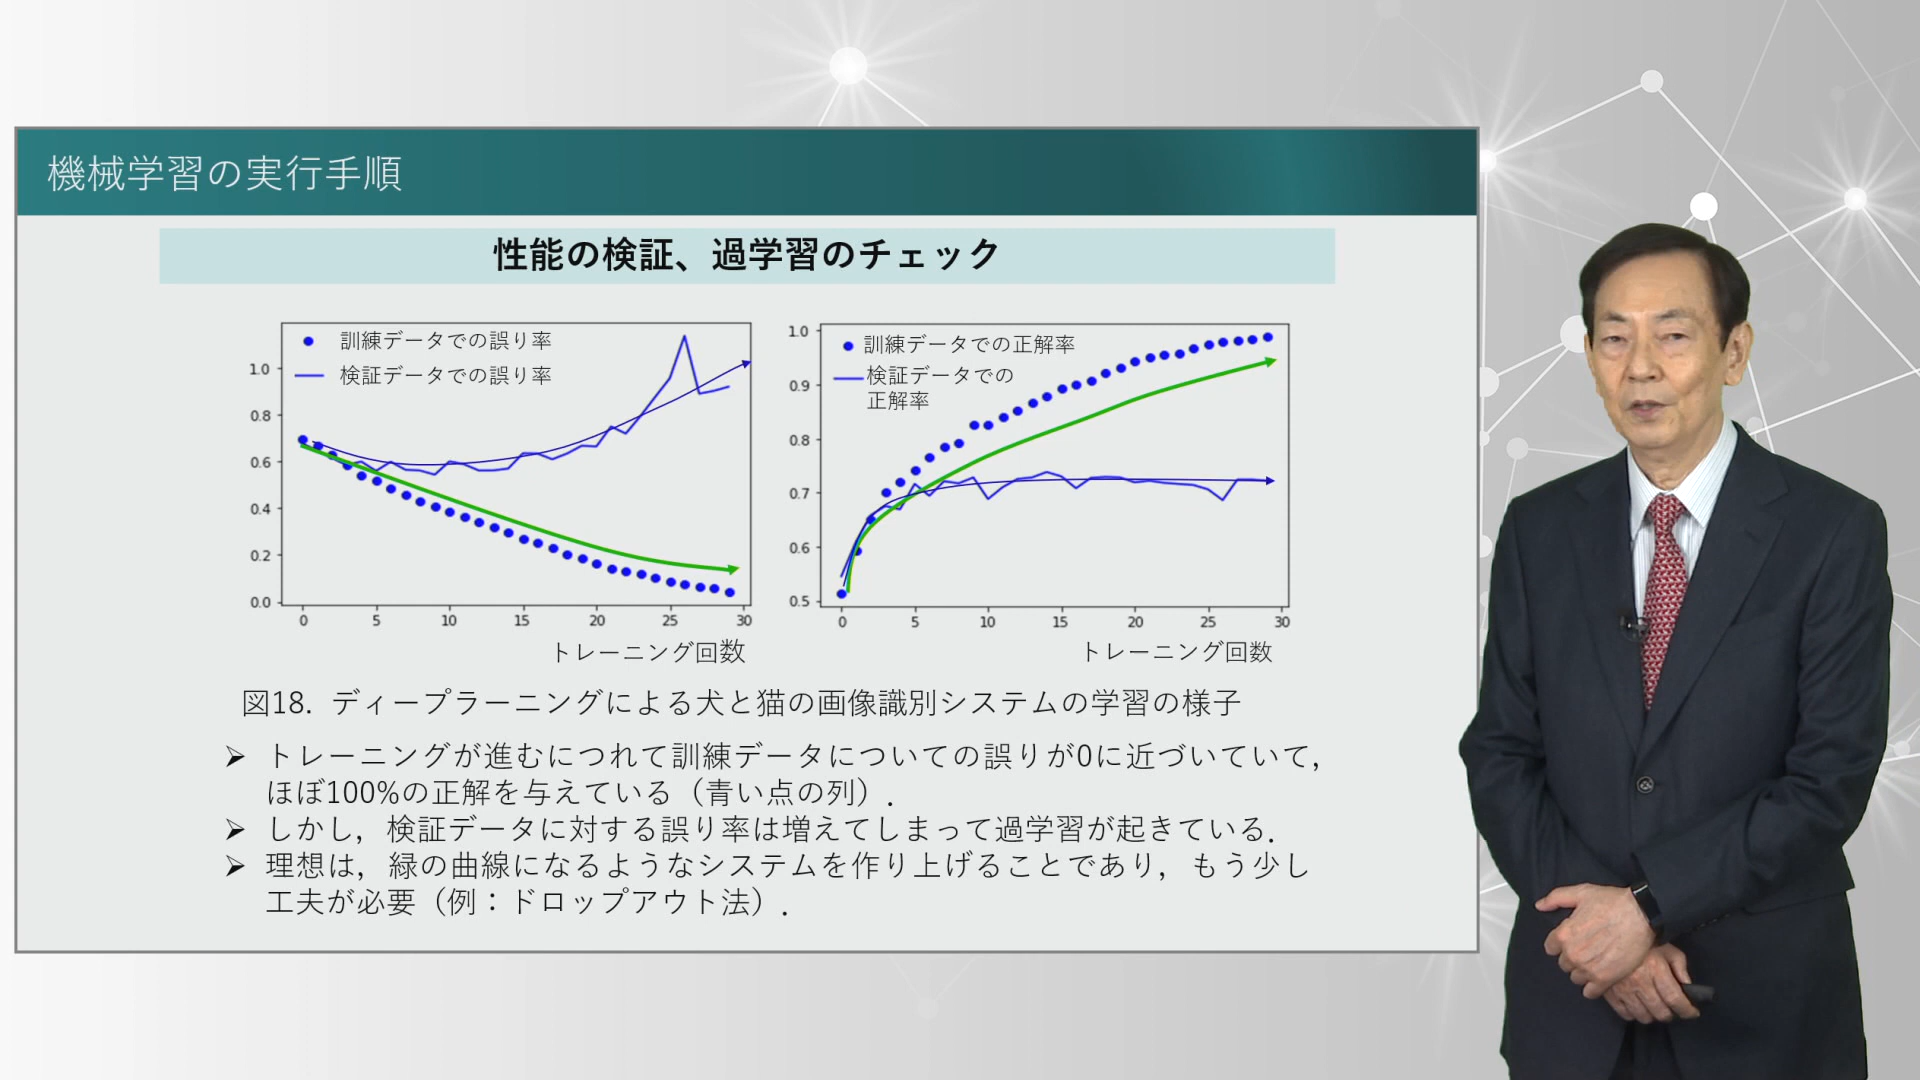 機械学習の実行手順
性能の検証、過学習のチェック
訓練データでの誤り率
検証データでの誤り率
1.0
0.8
0.6
0.4
0.2
0.0
0 5 10 15 20 25 30
トレーニング回数
訓練データでの正解率
検証データでの
正解率
1.0
0.9
0.8
0.7
0.6
0.5
0 5 10 15 20 25 30
トレーニング回数
図18. ディープラーニングによる犬と猫の画像識別システムの学習の様子
➢ トレーニングが進むにつれて訓練データについての誤りが0に近づいていて，
ほぼ100%の正解を与えている（青い点の列）．
➢ しかし，検証データに対する誤り率は増えてしまって過学習が起きている．
➢ 理想は，緑の曲線になるようなシステムを作り上げることであり，もう少し
工夫が必要（例：ドロップアウト法）．